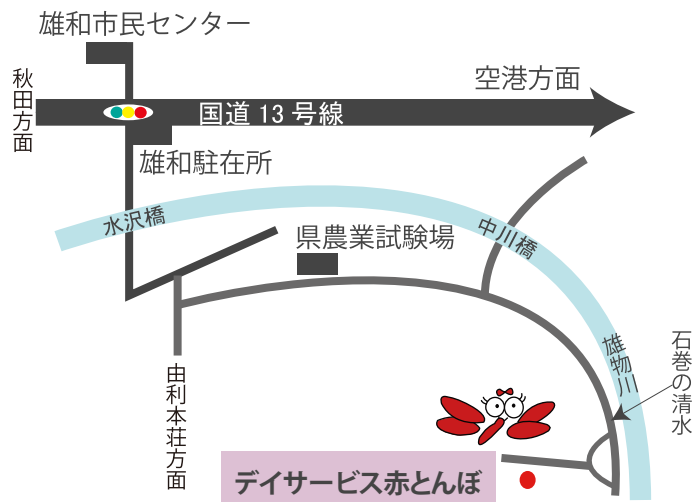 雄和市民センター
秋田方面
空港方面
国道13号線
雄和駐在所
水沢橋
県農業試験場
中川橋
雄物川
石巻の清水
由利本荘方面
デイサービス赤とんぼ